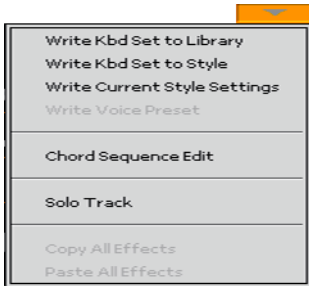 Write Kbd Set to Library
Write Kbd Set to Style
Write Current Style Settings
Write Voice Preset
Chord Sequence Edit
Solo Track
Copy All Effects
Paste All Effects